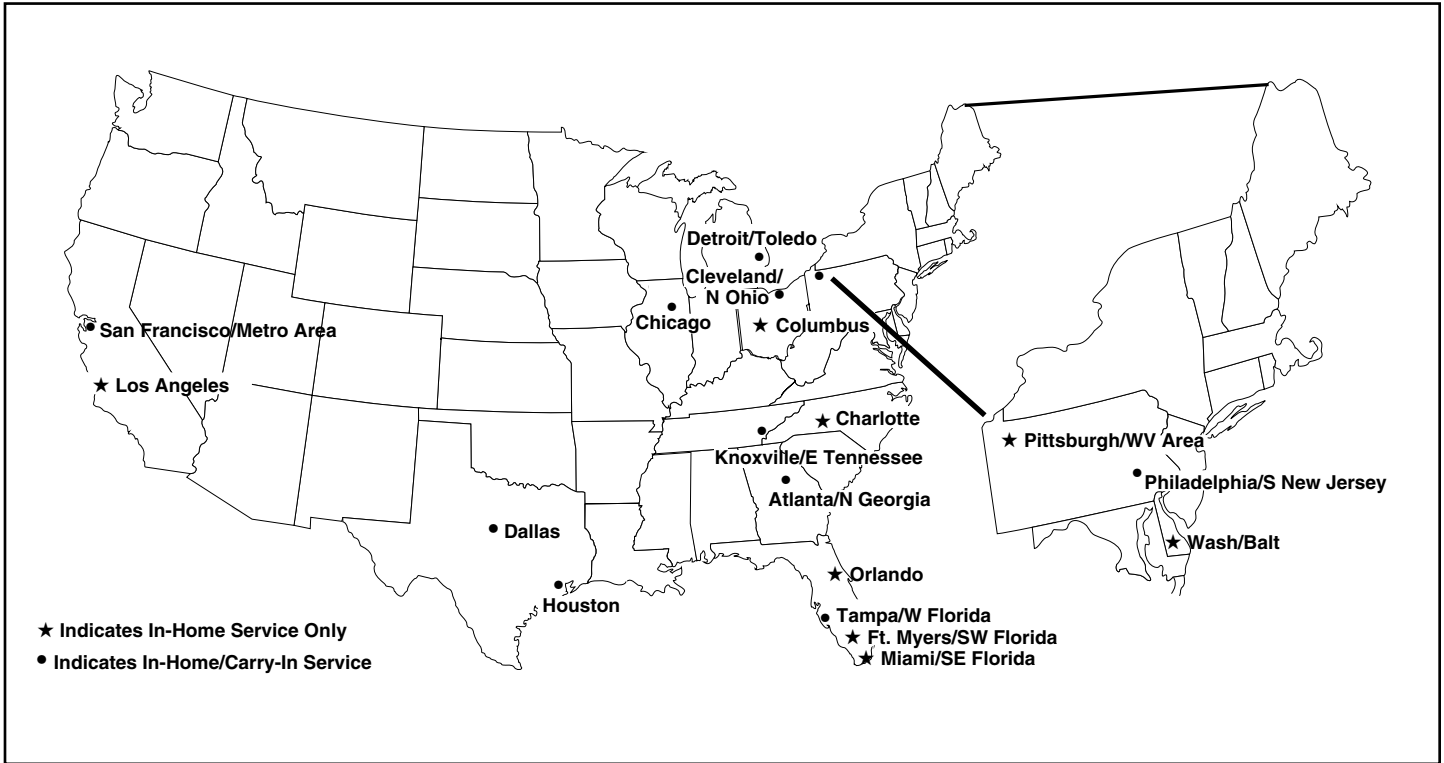 Detroit/Toledo
Cleveland/
N Ohio
Chicago
Columbus
San Francisco/Metro Area
Los Angeles
Charlotte
Knoxville/E Tennessee
Atlanta/N Georgia
Pittsburgh/WV Area
Philadelphia/S New Jersey
Wash/Balt
Dallas
Houston
Orlando
Tampa/W Florida
Ft. Myers/SW Florida
Miami/SE Florida
★ Indicates In-Home Service Only
● Indicates In-Home/Carry-In Service